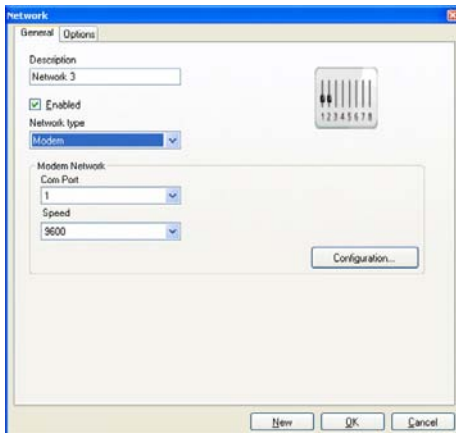 Network
General Options
Description
Network 3
Enabled
Network type
Modem
Modem Network
Com Port
1
Speed
9600
12345678
Configuration...
New OK Cancel